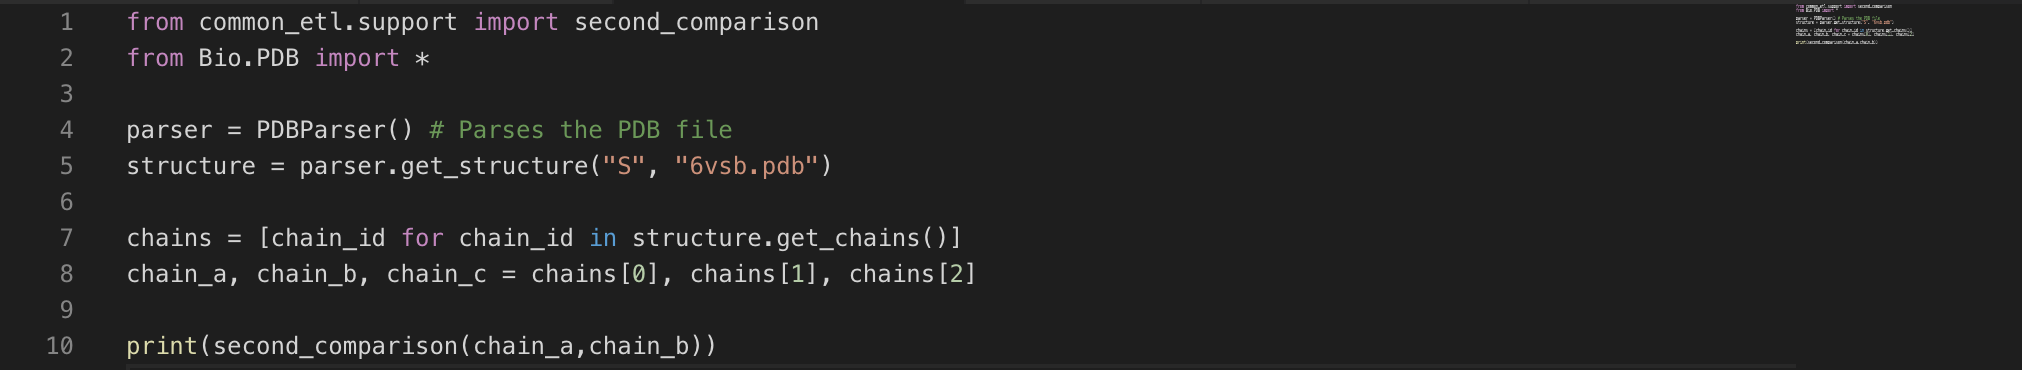 1 from common_etl.support import second_comparison
2 from Bio.PDB import *
3
4 parser = PDBParser() # Parses the PDB file
5 structure = parser.get_structure("S", "6vsb.pdb")
6
7 chains = [chain_id for chain_id in structure.get_chains()]
8 chain_a, chain_b, chain_c = chains[0], chains[1], chains[2]
9
10 print(second_comparison(chain_a,chain_b))